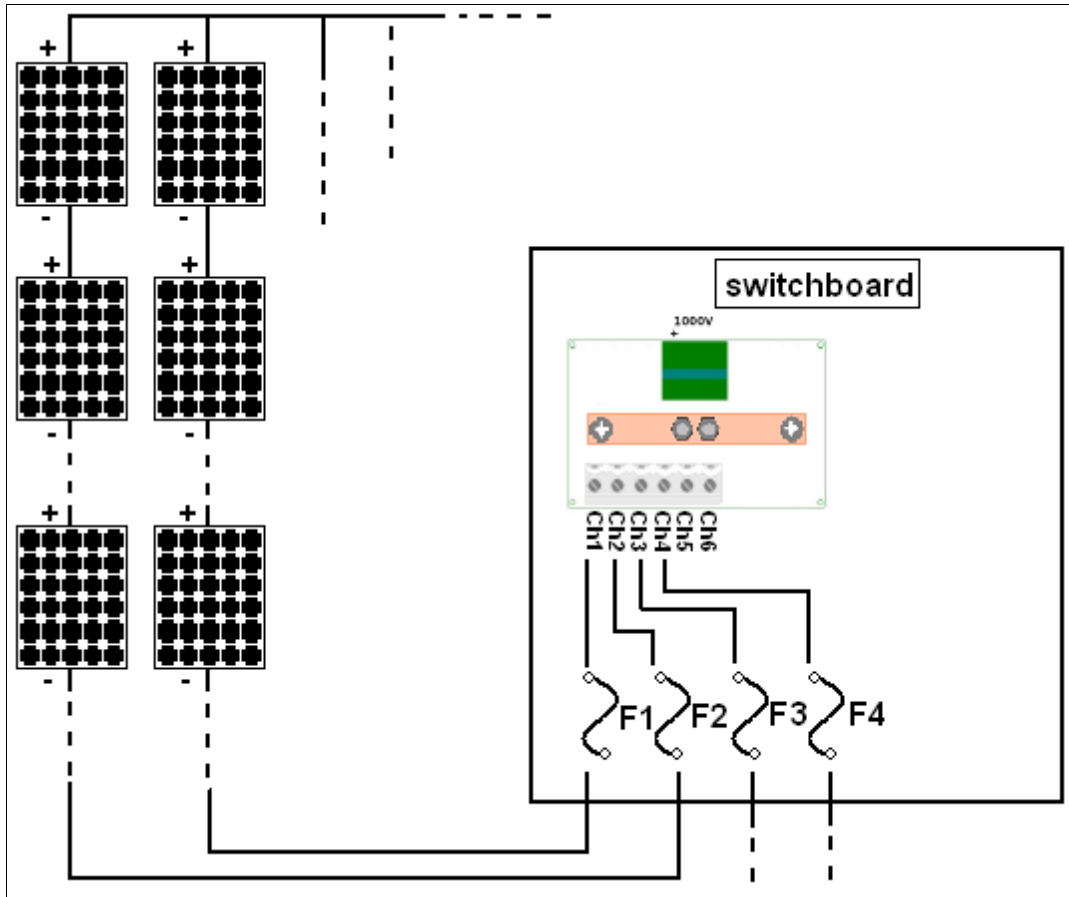 + +
- -
+ +
- -
+ +
- -
switchboard
1000V
+
Ch1 Ch2 Ch3 Ch4 Ch5 Ch6
F1 F2 F3 F4